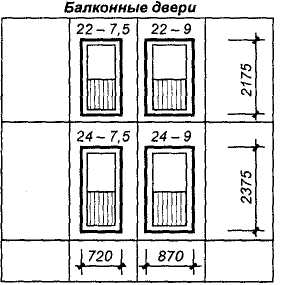 Балконные двери
22 – 7,5 22 – 9
2175
24 – 7,5 24 – 9
2375
720 870